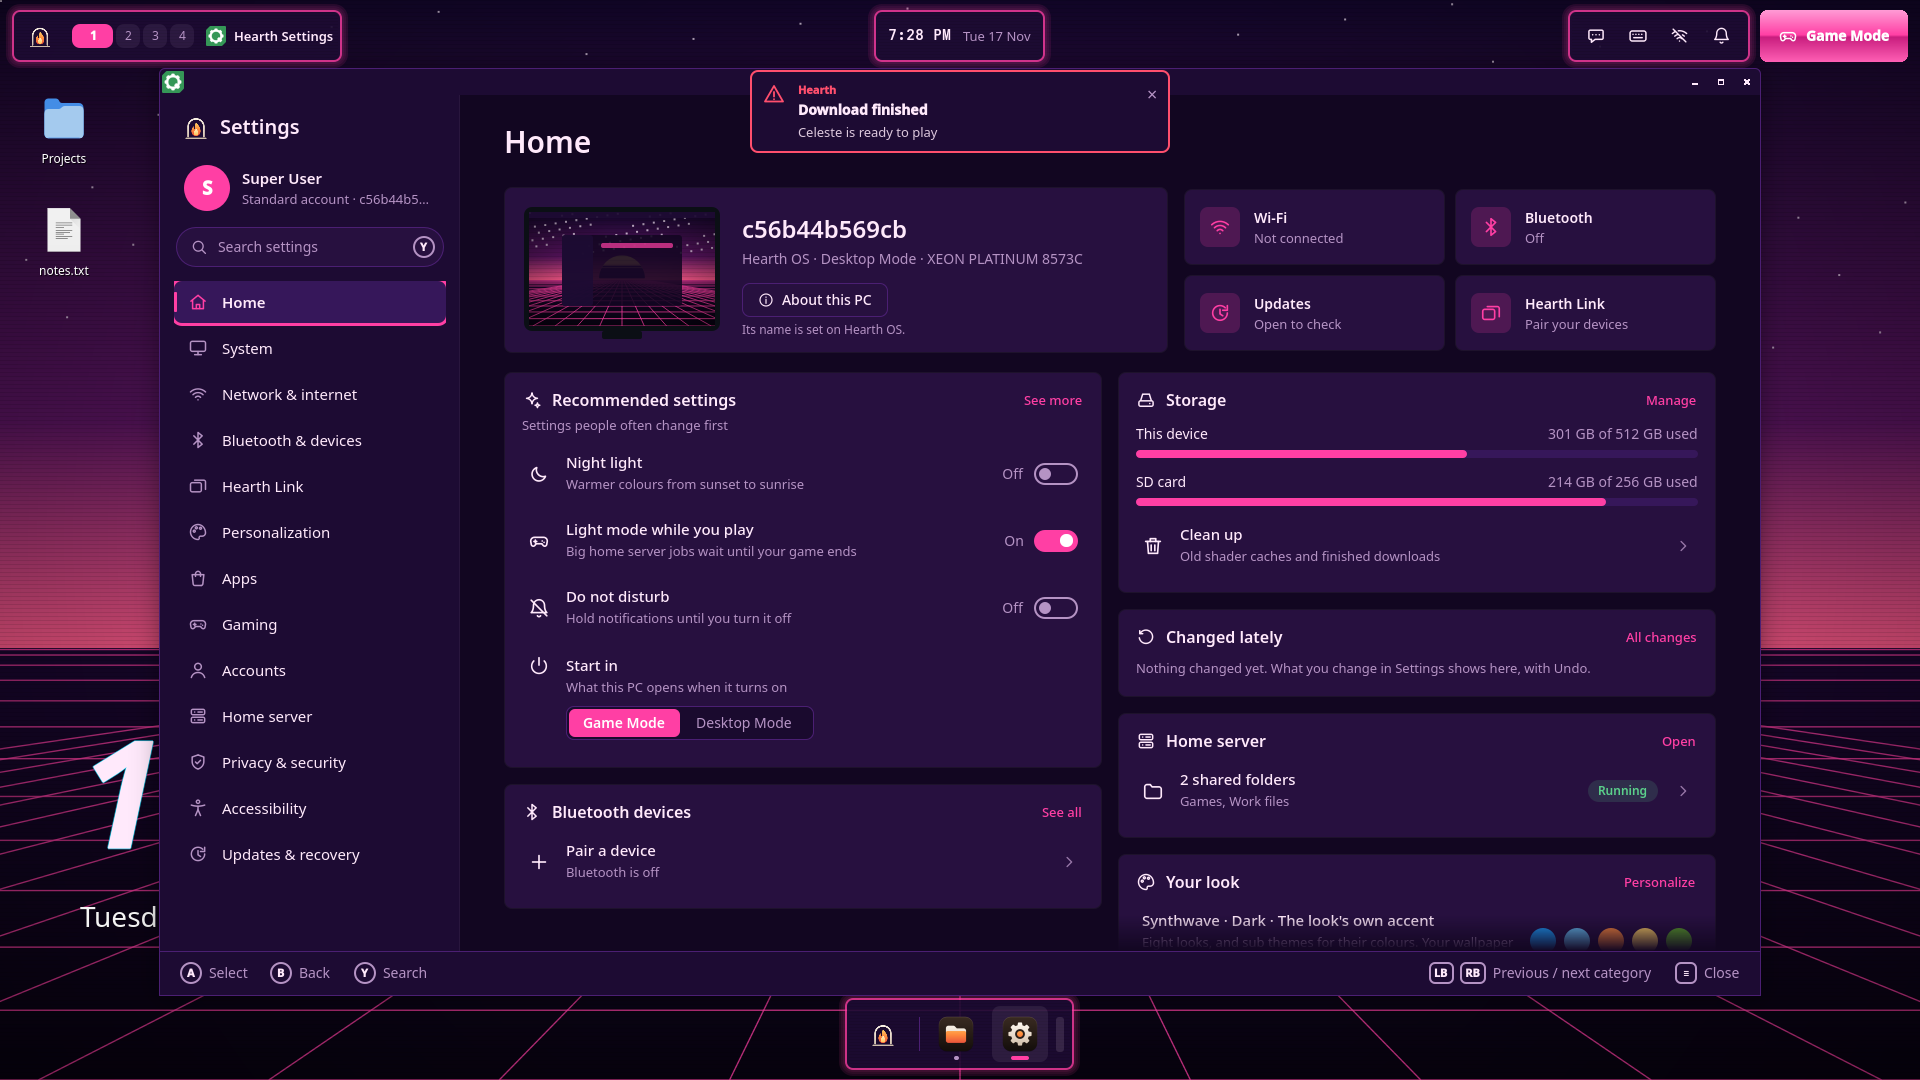 1 2 3 4 Hearth Settings
7:28 PM Tue 17 Nov
Game Mode
Projects
notes.txt
Tuesd
1
Hearth
Download finished
Celeste is ready to play
Settings
Super User
Standard account · c56b44b5...
Search settings Y
Home
System
Network & internet
Bluetooth & devices
Hearth Link
Personalization
Apps
Gaming
Accounts
Home server
Privacy & security
Accessibility
Updates & recovery
Home
c56b44b569cb
Hearth OS · Desktop Mode · XEON PLATINUM 8573C
About this PC
Its name is set on Hearth OS.
Wi-Fi
Not connected
Bluetooth
Off
Updates
Open to check
Hearth Link
Pair your devices
Recommended settings See more
Settings people often change first
Night light
Warmer colours from sunset to sunrise
Off
Light mode while you play
Big home server jobs wait until your game ends
On
Do not disturb
Hold notifications until you turn it off
Off
Start in
What this PC opens when it turns on
Game Mode Desktop Mode
Bluetooth devices See all
Pair a device
Bluetooth is off
Storage Manage
This device 301 GB of 512 GB used
SD card 214 GB of 256 GB used
Clean up
Old shader caches and finished downloads
Changed lately All changes
Nothing changed yet. What you change in Settings shows here, with Undo.
Home server Open
2 shared folders
Games, Work files
Running
Your look Personalize
Synthwave · Dark · The look's own accent
Eight looks, and sub themes for their colours. Your wallpaper
A Select B Back Y Search
LB RB Previous / next category Close